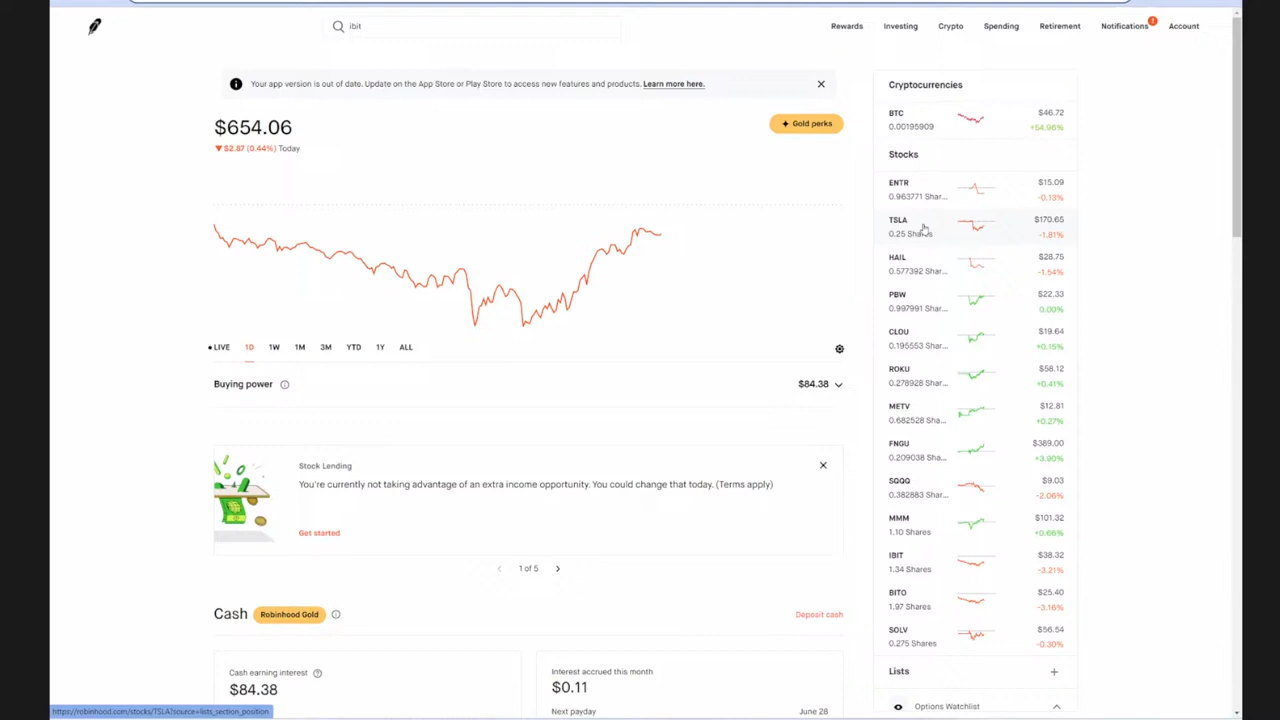 ibit
Rewards
Investing
Crypto
Spending
Retirement
Notifications
Account
Your app version is out of date. Update on the App Store or Play Store to access new features and products. Learn more here.
$654.06
Gold perks
▼ $2.87 (0.44%) Today
LIVE 1D 1W 1M 3M YTD 1Y ALL
Buying power
$84.38
Stock Lending
You're currently not taking advantage of an extra income opportunity. You could change that today. (Terms apply)
Get started
1 of 5
Cash
Robinhood Gold
Deposit cash
Cash earning interest
$84.38
Interest accrued this month
$0.11
Next payday
June 28
Cryptocurrencies
BTC $46.72
0.00195909 +54.96%
Stocks
ENTR $15.09
0.963771 Shar... -0.13%
TSLA $170.65
0.25 Shares -1.81%
HAIL $28.75
0.577392 Shar... -1.54%
PBW $22.33
0.997991 Shar... 0.00%
CLOU $19.64
0.195553 Shar... +0.15%
ROKU $58.12
0.278928 Shar... +0.41%
METV $12.81
0.682528 Shar... +0.27%
FNGU $389.00
0.209038 Shar... +3.90%
SQQQ $9.03
0.382883 Shar... -2.06%
MMM $101.32
1.10 Shares +0.66%
IBIT $38.32
1.34 Shares -3.21%
BITO $25.40
1.97 Shares -3.16%
SOLV $56.54
0.275 Shares -0.30%
Lists
Options Watchlist
https://robinhood.com/stocks/TSLA?source=lists_section_position